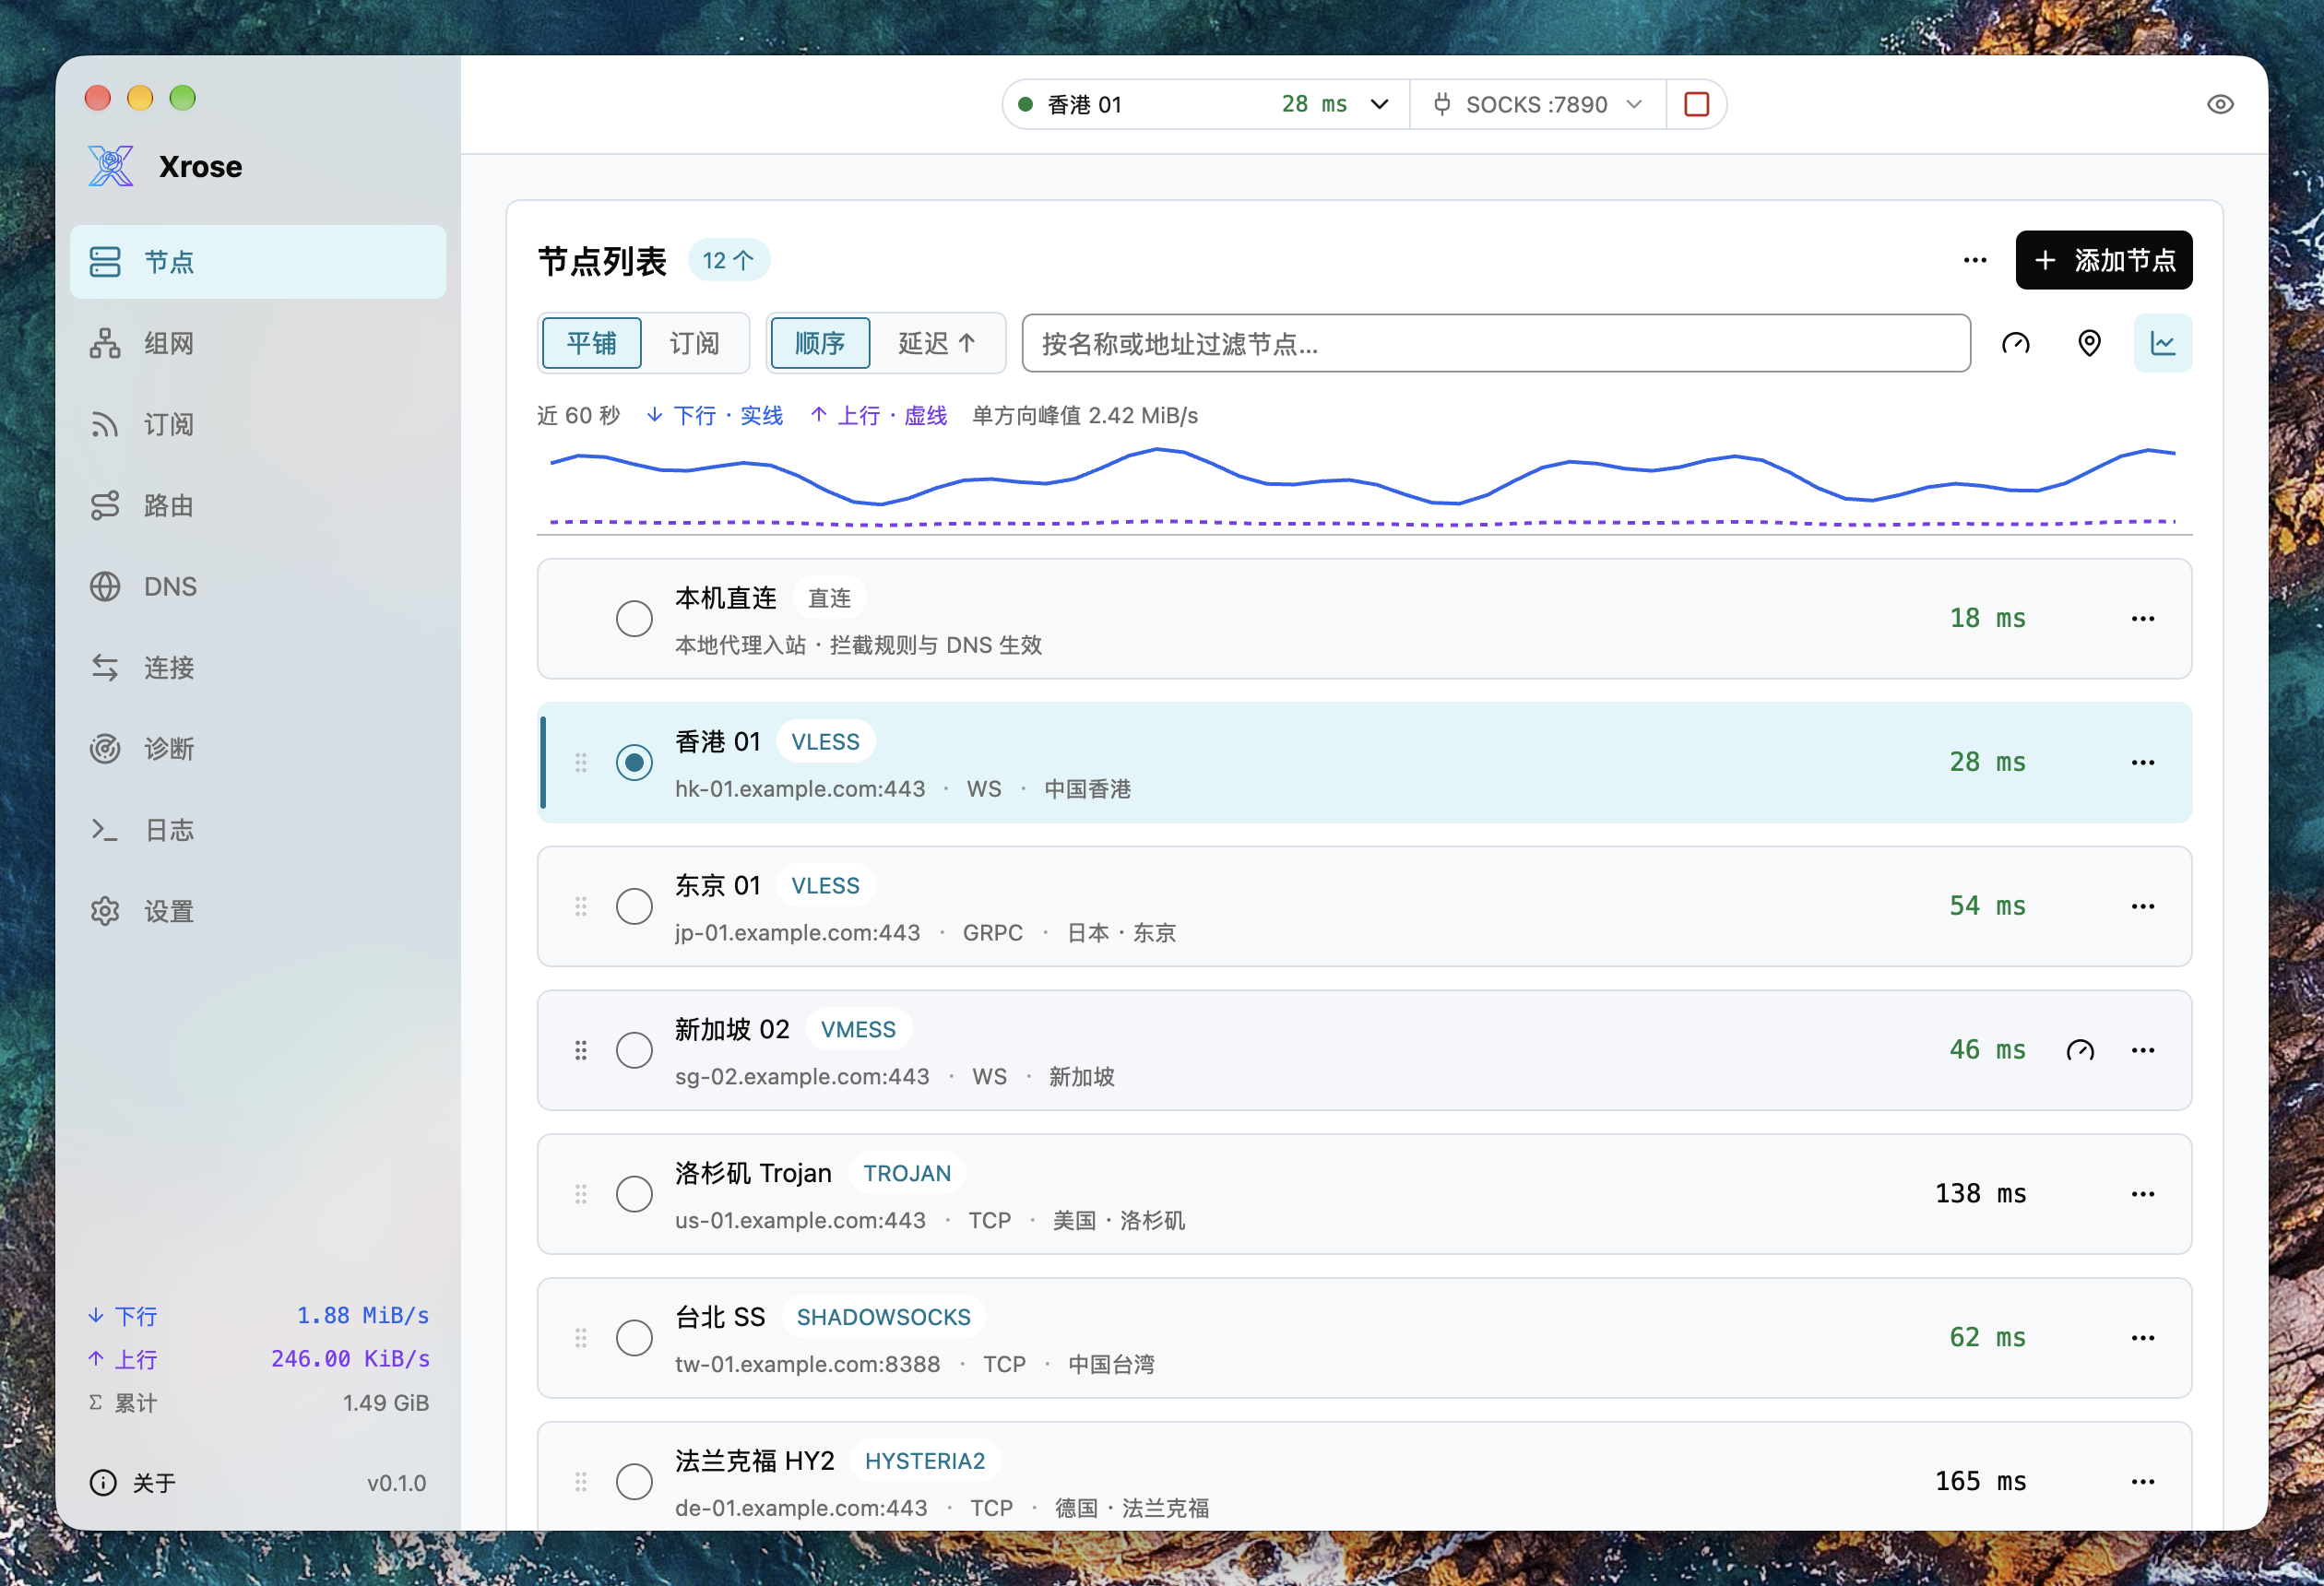 香港 01 28 ms SOCKS :7890
Xrose
节点
组网
订阅
路由
DNS
连接
诊断
日志
设置
↓ 下行 1.88 MiB/s
↑ 上行 246.00 KiB/s
Σ 累计 1.49 GiB
关于 v0.1.0
节点列表 12 个 ··· + 添加节点
平铺 订阅 顺序 延迟 ↑ 按名称或地址过滤节点...
近 60 秒 ↓ 下行 · 实线 ↑ 上行 · 虚线 单方向峰值 2.42 MiB/s
本机直连 直连 18 ms
本地代理入站 · 拦截规则与 DNS 生效
香港 01 VLESS 28 ms
hk-01.example.com:443 · WS · 中国香港
东京 01 VLESS 54 ms
jp-01.example.com:443 · GRPC · 日本 · 东京
新加坡 02 VMESS 46 ms
sg-02.example.com:443 · WS · 新加坡
洛杉矶 Trojan TROJAN 138 ms
us-01.example.com:443 · TCP · 美国 · 洛杉矶
台北 SS SHADOWSOCKS 62 ms
tw-01.example.com:8388 · TCP · 中国台湾
法兰克福 HY2 HYSTERIA2 165 ms
de-01.example.com:443 · TCP · 德国 · 法兰克福